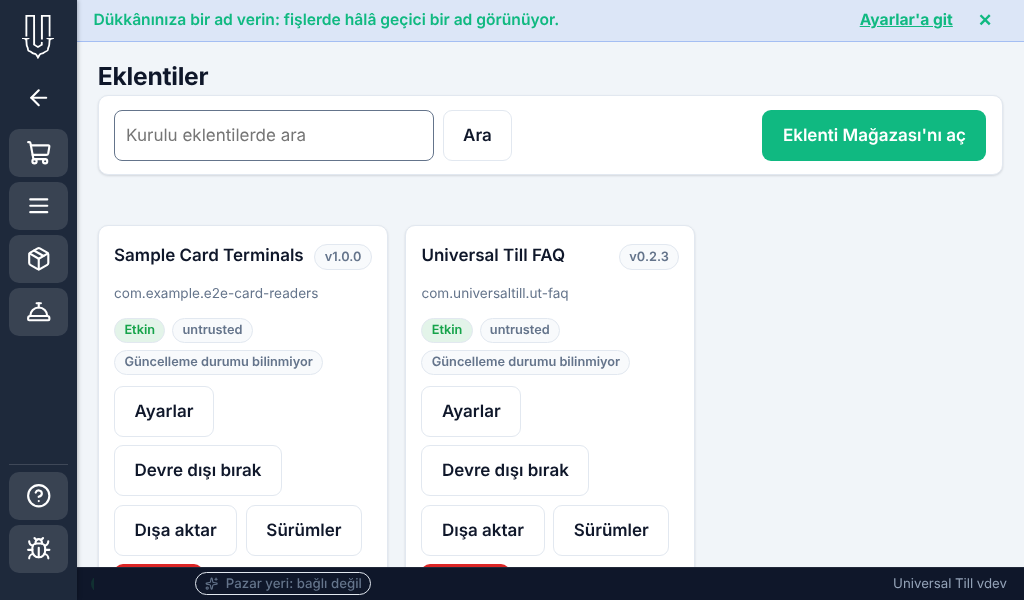 Dükkânınıza bir ad verin: fişlerde hâlâ geçici bir ad görünüyor.
Ayarlar'a git
Eklentiler
Kurulu eklentilerde ara
Ara
Eklenti Mağazası'nı aç
Sample Card Terminals
v1.0.0
com.example.e2e-card-readers
Etkin
untrusted
Güncelleme durumu bilinmiyor
Ayarlar
Devre dışı bırak
Dışa aktar
Sürümler
Universal Till FAQ
v0.2.3
com.universaltill.ut-faq
Etkin
untrusted
Güncelleme durumu bilinmiyor
Ayarlar
Devre dışı bırak
Dışa aktar
Sürümler
Pazar yeri: bağlı değil
Universal Till vdev